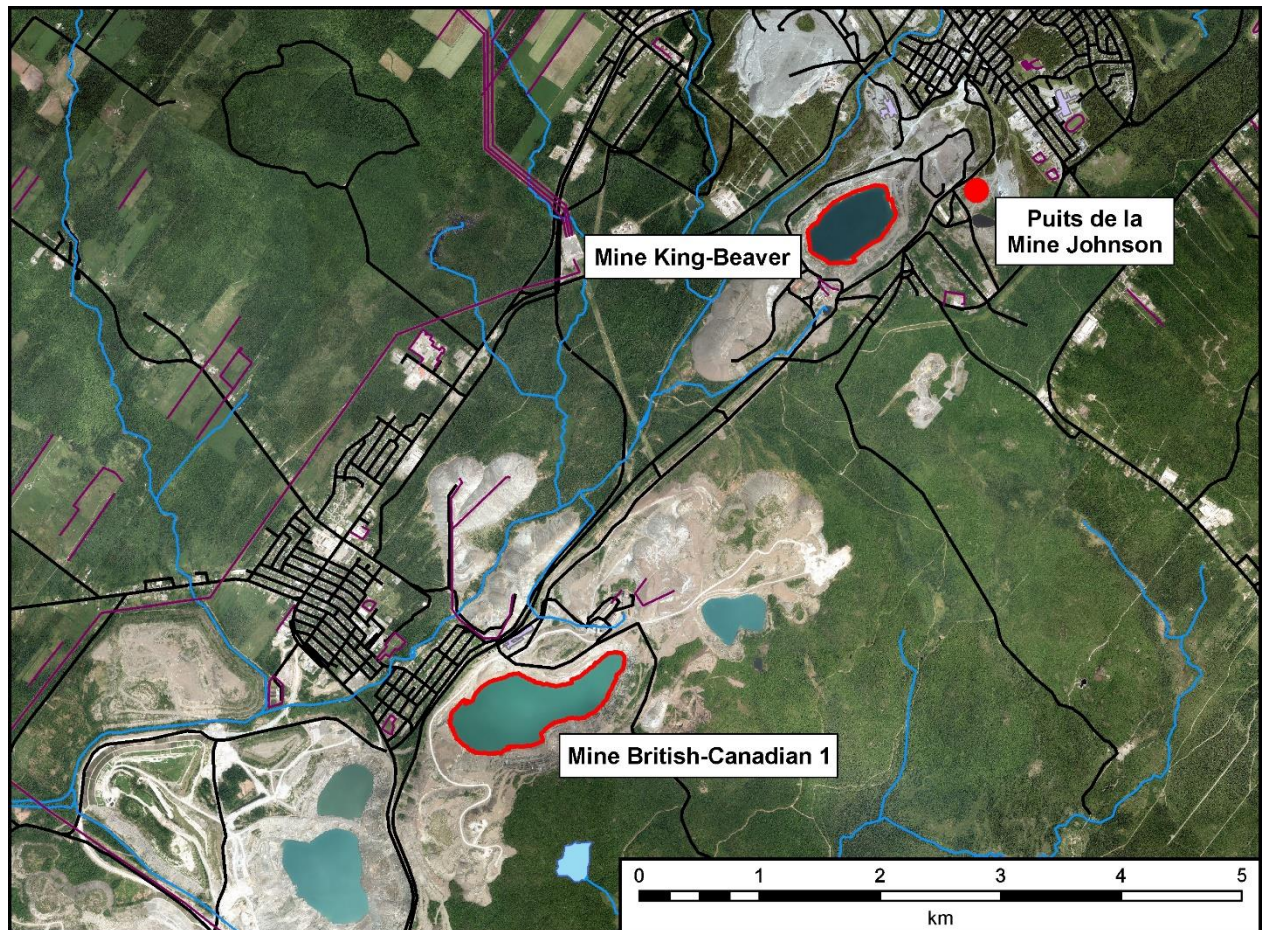 Mine King-Beaver
Puits de la
Mine Johnson
Mine British-Canadian 1
0 1 2 3 4 5
km